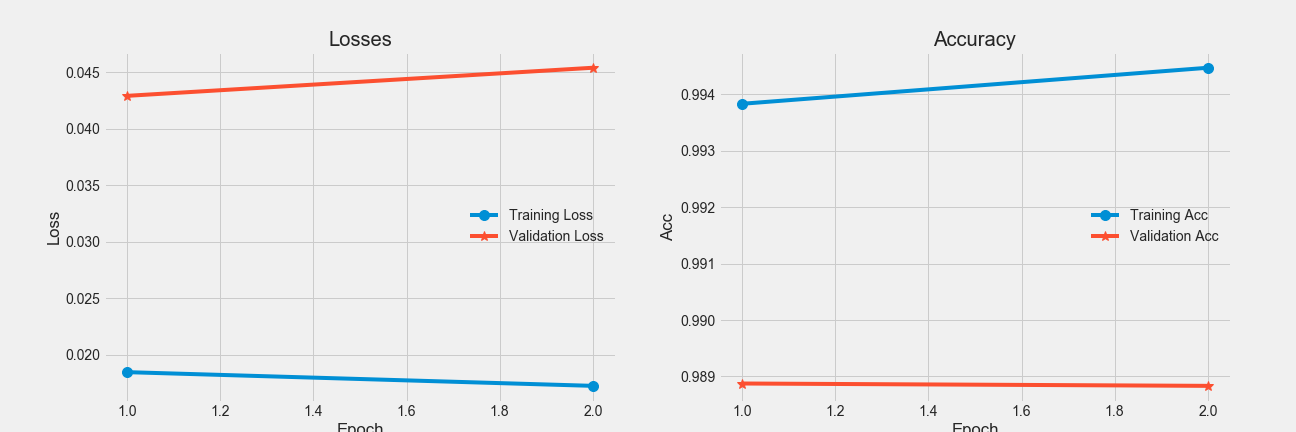 Losses
0.045
0.040
0.035
0.030
0.025
0.020
Loss
Training Loss
Validation Loss
1.0 1.2 1.4 1.6 1.8 2.0
Epoch
Accuracy
0.994
0.993
0.992
0.991
0.990
0.989
Acc
Training Acc
Validation Acc
1.0 1.2 1.4 1.6 1.8 2.0
Epoch